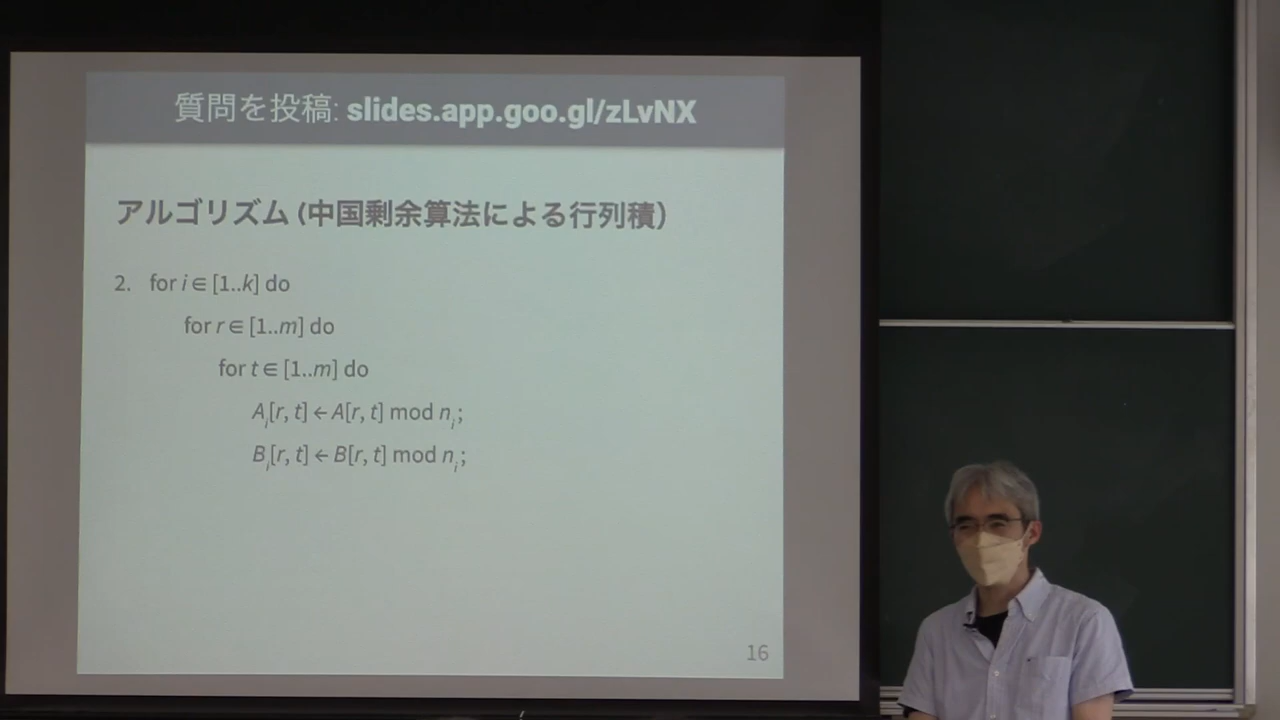 質問を投稿: slides.app.goo.gl/zLvNX
アルゴリズム (中国剰余算法による行列積)
2. for i ∈ [1..k] do
for r ∈ [1..m] do
for t ∈ [1..m] do
Aᵢ[r, t] ← A[r, t] mod nᵢ;
Bᵢ[r, t] ← B[r, t] mod nᵢ;
16